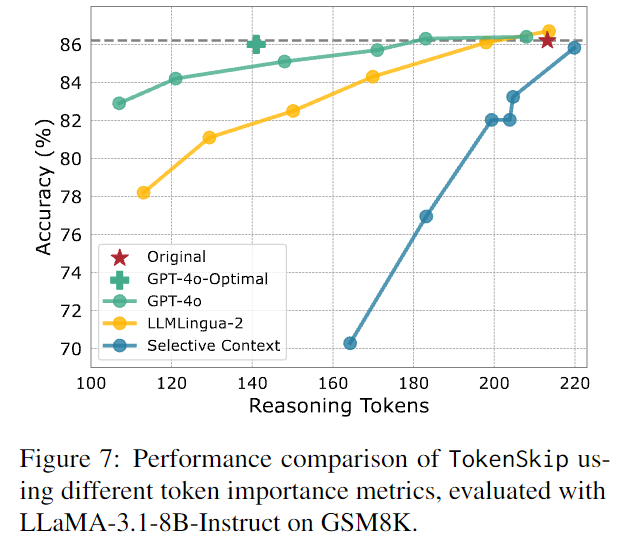 86
84
82
80
78
76
74
72
70
Accuracy (%)
Original
GPT-4o-Optimal
GPT-4o
LLMLingua-2
Selective Context
100 120 140 160 180 200 220
Reasoning Tokens
Figure 7: Performance comparison of TokenSkip us-
ing different token importance metrics, evaluated with
LLaMA-3.1-8B-Instruct on GSM8K.